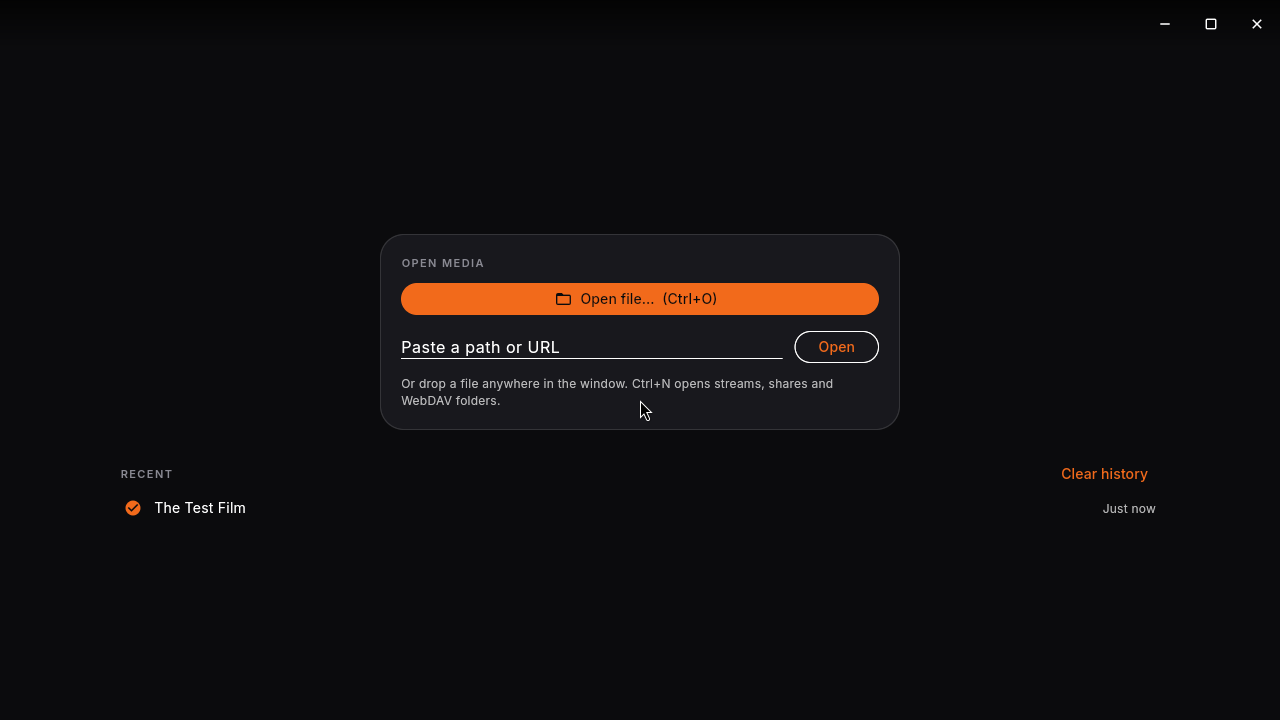 OPEN MEDIA
Open file... (Ctrl+O)
Paste a path or URL
Open
Or drop a file anywhere in the window. Ctrl+N opens streams, shares and
WebDAV folders.
RECENT
Clear history
The Test Film
Just now